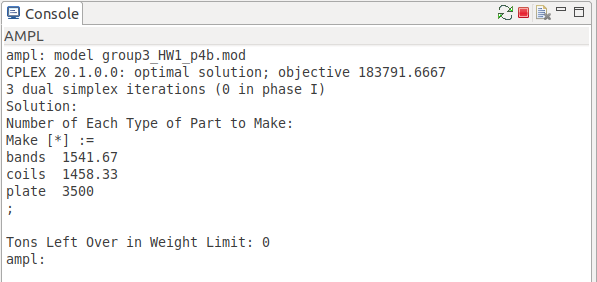 Console
AMPL
ampl: model group3_HW1_p4b.mod
CPLEX 20.1.0.0: optimal solution; objective 183791.6667
3 dual simplex iterations (0 in phase I)
Solution:
Number of Each Type of Part to Make:
Make [*] :=
bands  1541.67
coils  1458.33
plate  3500
;

Tons Left Over in Weight Limit: 0
ampl: